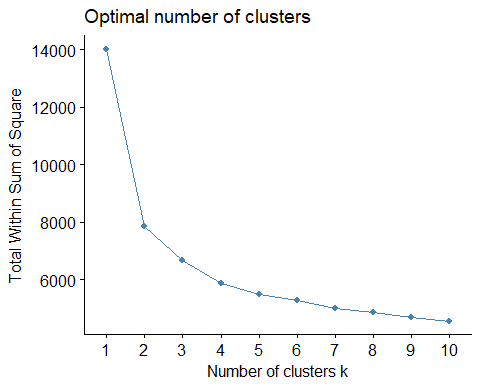 Optimal number of clusters
Total Within Sum of Square
14000
12000
10000
8000
6000
1 2 3 4 5 6 7 8 9 10
Number of clusters k